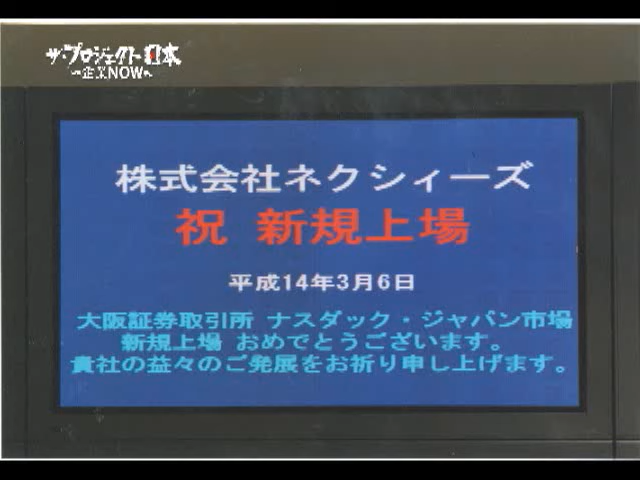 ザ・プロジェクト日本
～企業NOW～
株式会社ネクシィーズ
祝 新規上場
平成14年3月6日
大阪証券取引所 ナスダック・ジャパン市場
新規上場 おめでとうございます。
貴社の益々のご発展をお祈り申し上げます。